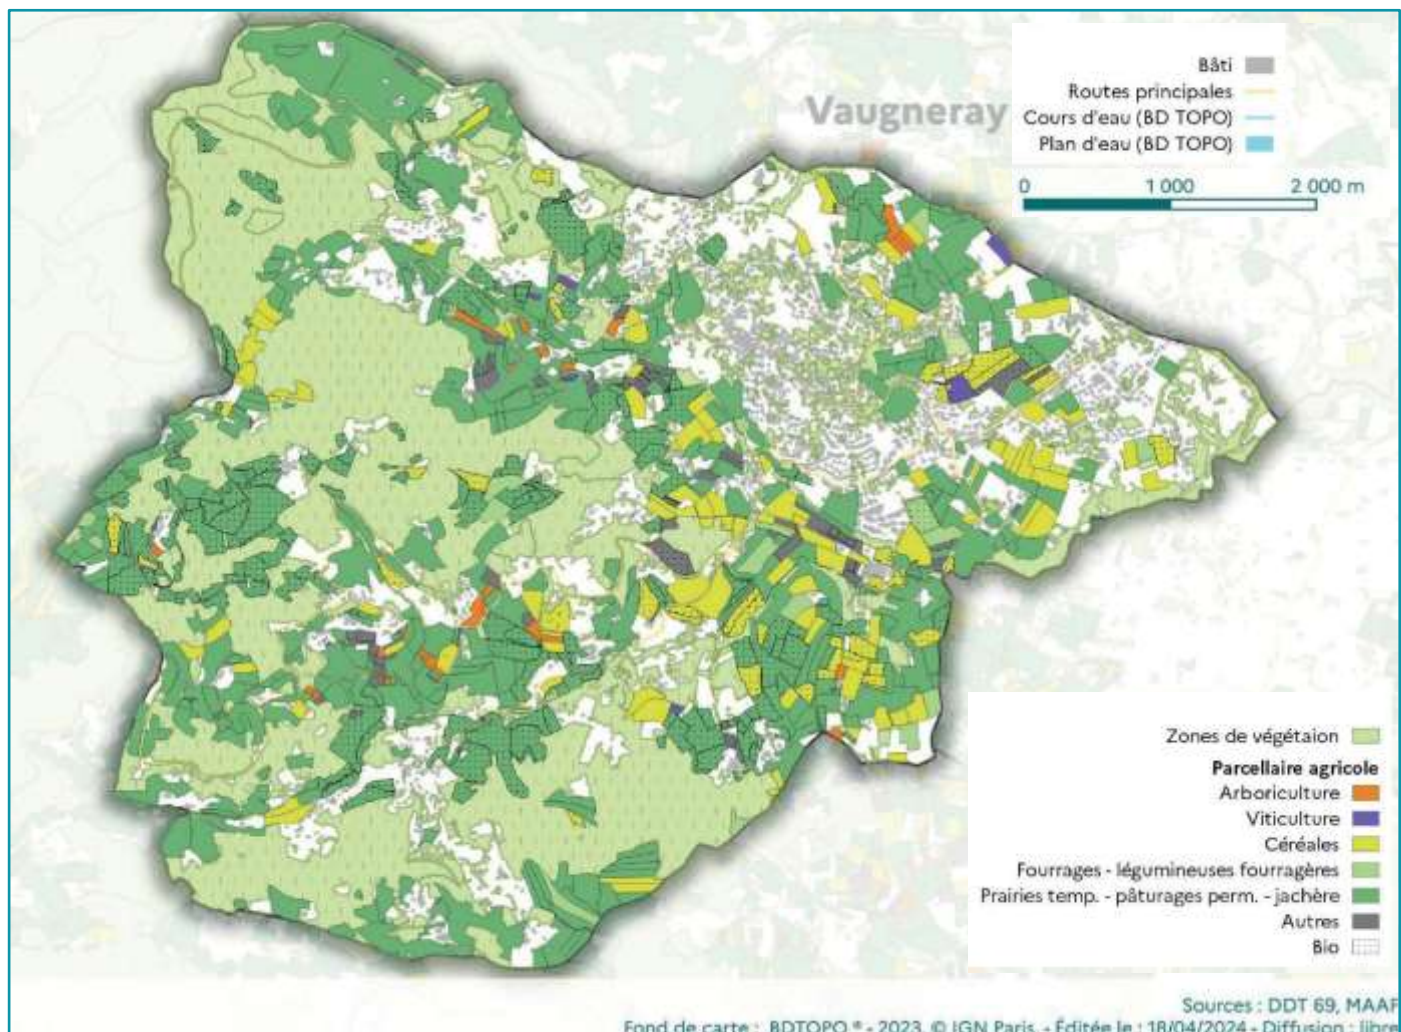 Vaugneray
Bâti
Routes principales
Cours d'eau (BD TOPO)
Plan d'eau (BD TOPO)
0 1 000 2 000 m
Zones de végétaion
Parcellaire agricole
Arboriculture
Viticulture
Céréales
Fourrages - légumineuses fourragères
Prairies temp. - pâturages perm. - jachère
Autres
Bio
Sources : DDT 69, MAAF
Fond de carte : BDTOPO ® - 2023, © IGN Paris. - Éditée le : 18/04/2024 - Diffusion libre